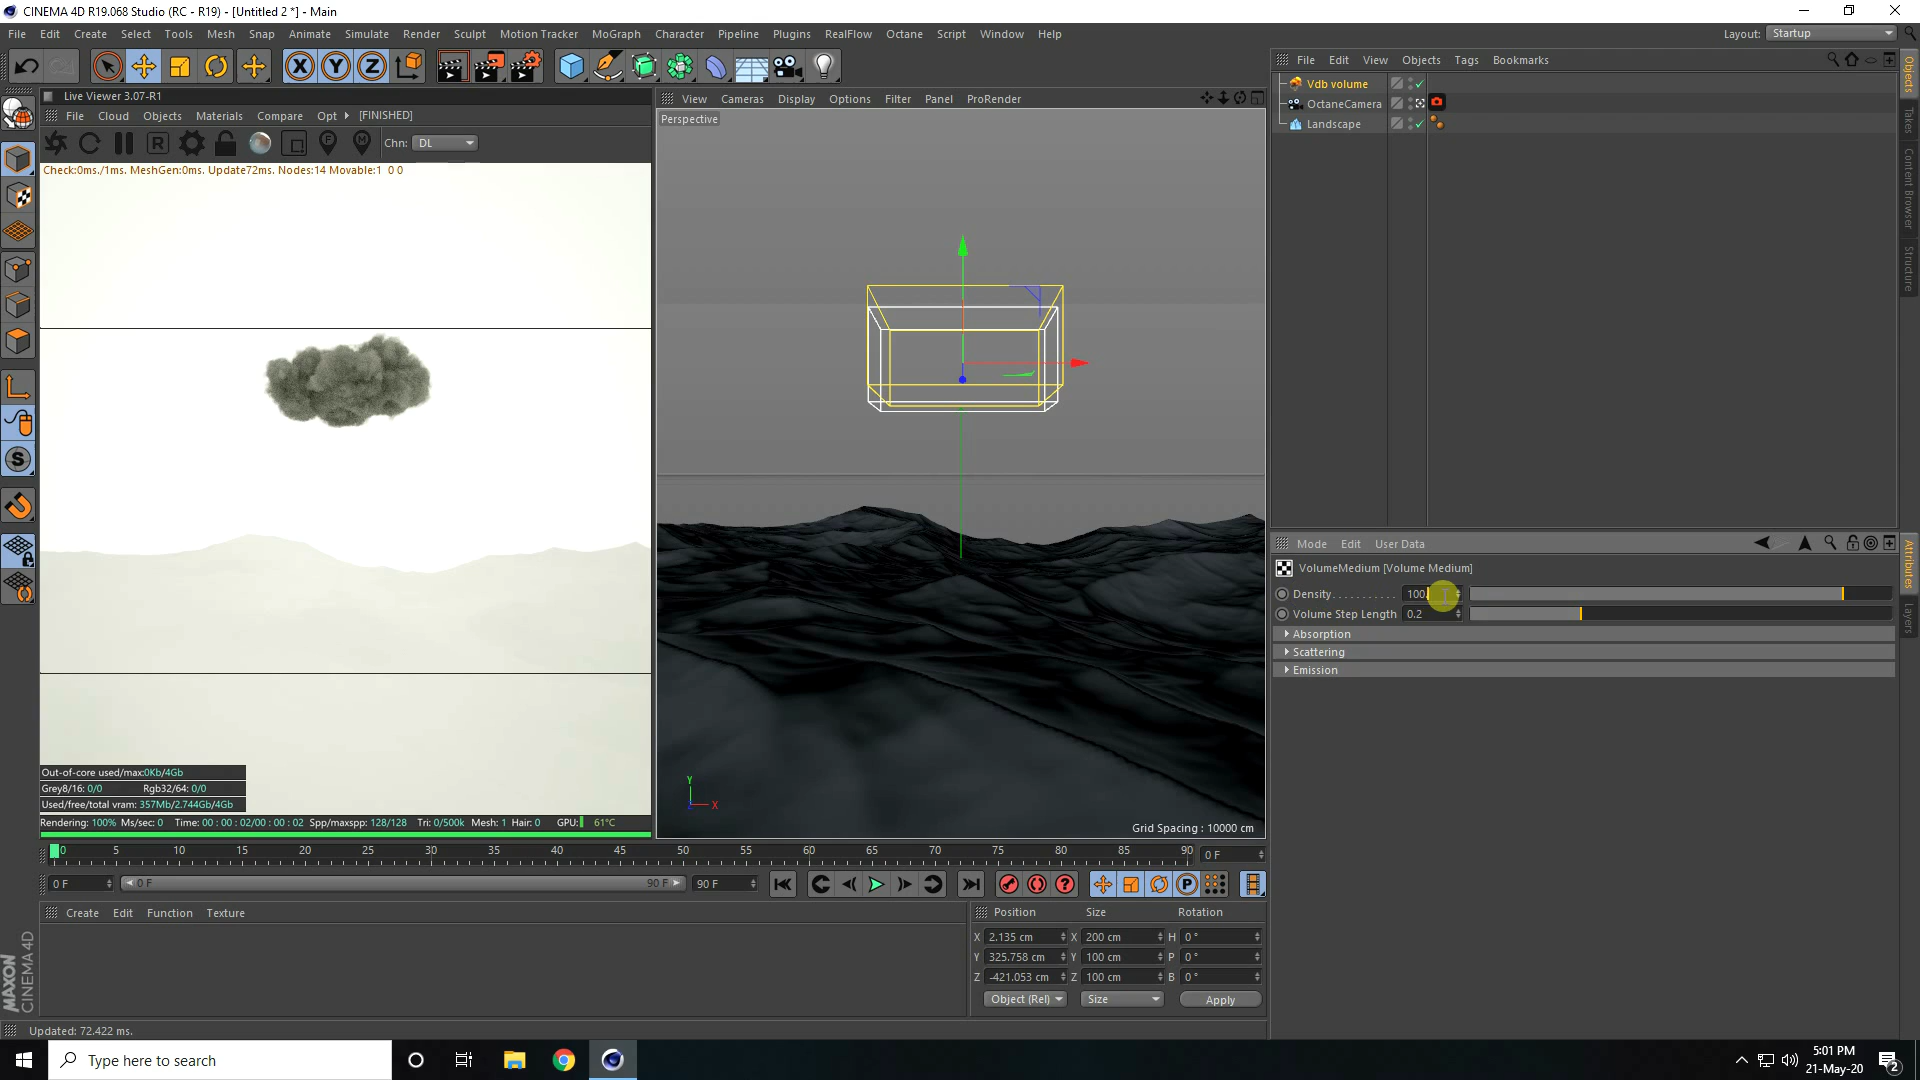 CINEMA 4D R19.068 Studio (RC - R19) - [Untitled 2 *] - Main
File Edit Create Select Tools Mesh Snap Animate Simulate Render Sculpt Motion Tracker MoGraph Character Pipeline Plugins RealFlow Octane Script Window Help
Layout: Startup
Live Viewer 3.07-R1
File Cloud Objects Materials Compare Opt [FINISHED]
Chn: DL
Check:0ms./1ms. MeshGen:0ms. Update72ms. Nodes:14 Movable:1 0 0
Out-of-core used/max:0Kb/4Gb
Grey8/16: 0/0 Rgb32/64: 0/0
Used/free/total vram: 357Mb/2.744Gb/4Gb
Rendering: 100% Ms/sec: 0 Time: 00 : 00 : 02/00 : 00 : 02 Spp/maxspp: 128/128 Tri: 0/500k Mesh: 1 Hair: 0 GPU: 61°C
View Cameras Display Options Filter Panel ProRender
Perspective
Y
X
Grid Spacing : 10000 cm
File Edit View Objects Tags Bookmarks
Vdb volume
OctaneCamera
Landscape
Objects
Takes
Content Browser
Structure
Mode Edit User Data
VolumeMedium [Volume Medium]
Density 100.
Volume Step Length 0.2
Absorption
Scattering
Emission
Attributes
Layers
0 5 10 15 20 25 30 35 40 45 50 55 60 65 70 75 80 85 90 0 F
0 F 0 F 90 F 90 F
Create Edit Function Texture
Position Size Rotation
X 2.135 cm X 200 cm H 0 °
Y 325.758 cm Y 100 cm P 0 °
Z -421.053 cm Z 100 cm B 0 °
Object (Rel) Size Apply
MAXON
CINEMA 4D
Updated: 72.422 ms.
Type here to search
5:01 PM
21-May-20
2